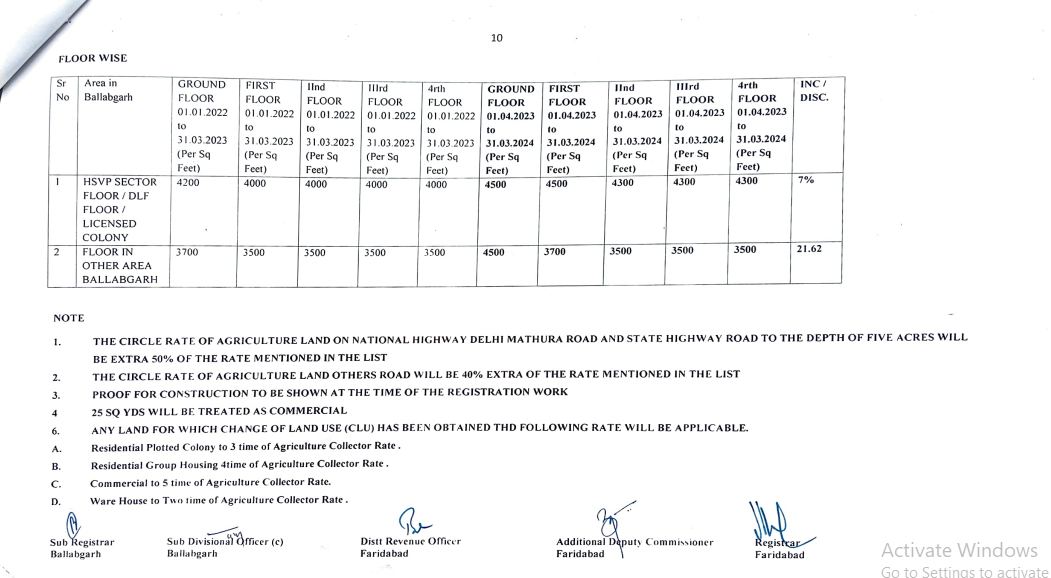 10
FLOOR WISE
Sr No | Area in Ballabgarh | GROUND FLOOR 01.01.2022 to 31.03.2023 (Per Sq Feet) | FIRST FLOOR 01.01.2022 to 31.03.2023 (Per Sq Feet) | IInd FLOOR 01.01.2022 to 31.03.2023 (Per Sq Feet) | IIIrd FLOOR 01.01.2022 to 31.03.2023 (Per Sq Feet) | 4rth FLOOR 01.01.2022 to 31.03.2023 (Per Sq Feet) | GROUND FLOOR 01.04.2023 to 31.03.2024 (Per Sq Feet) | FIRST FLOOR 01.04.2023 to 31.03.2024 (Per Sq Feet) | IInd FLOOR 01.04.2023 to 31.03.2024 (Per Sq Feet) | IIIrd FLOOR 01.04.2023 to 31.03.2024 (Per Sq Feet) | 4rth FLOOR 01.04.2023 to 31.03.2024 (Per Sq Feet) | INC / DISC.
1 | HSVP SECTOR FLOOR / DLF FLOOR / LICENSED COLONY | 4200 | 4000 | 4000 | 4000 | 4000 | 4500 | 4500 | 4300 | 4300 | 4300 | 7%
2 | FLOOR IN OTHER AREA BALLABGARH | 3700 | 3500 | 3500 | 3500 | 3500 | 4500 | 3700 | 3500 | 3500 | 3500 | 21.62
NOTE
1. THE CIRCLE RATE OF AGRICULTURE LAND ON NATIONAL HIGHWAY DELHI MATHURA ROAD AND STATE HIGHWAY ROAD TO THE DEPTH OF FIVE ACRES WILL
BE EXTRA 50% OF THE RATE MENTIONED IN THE LIST
2. THE CIRCLE RATE OF AGRICULTURE LAND OTHERS ROAD WILL BE 40% EXTRA OF THE RATE MENTIONED IN THE LIST
3. PROOF FOR CONSTRUCTION TO BE SHOWN AT THE TIME OF THE REGISTRATION WORK
4 25 SQ YDS WILL BE TREATED AS COMMERCIAL
6. ANY LAND FOR WHICH CHANGE OF LAND USE (CLU) HAS BEEN OBTAINED THD FOLLOWING RATE WILL BE APPLICABLE.
A. Residential Plotted Colony to 3 time of Agriculture Collector Rate .
B. Residential Group Housing 4time of Agriculture Collector Rate .
C. Commercial to 5 time of Agriculture Collector Rate.
D. Ware House to Two time of Agriculture Collector Rate .
Sub Registrar Sub Divisional Officer (c) Distt Revenue Officer Additional Deputy Commissioner Registrar
Ballabgarh Ballabgarh Faridabad Faridabad Faridabad
Activate Windows
Go to Settings to activate